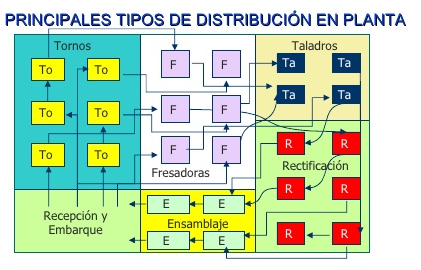 PRINCIPALES TIPOS DE DISTRIBUCIÓN EN PLANTA
Tornos
Taladros
To To F F Ta Ta
To To F F Ta Ta
To To F F R R
Fresadoras
Rectificación
R R
Recepción y
Embarque
E E
Ensamblaje
E E
R R